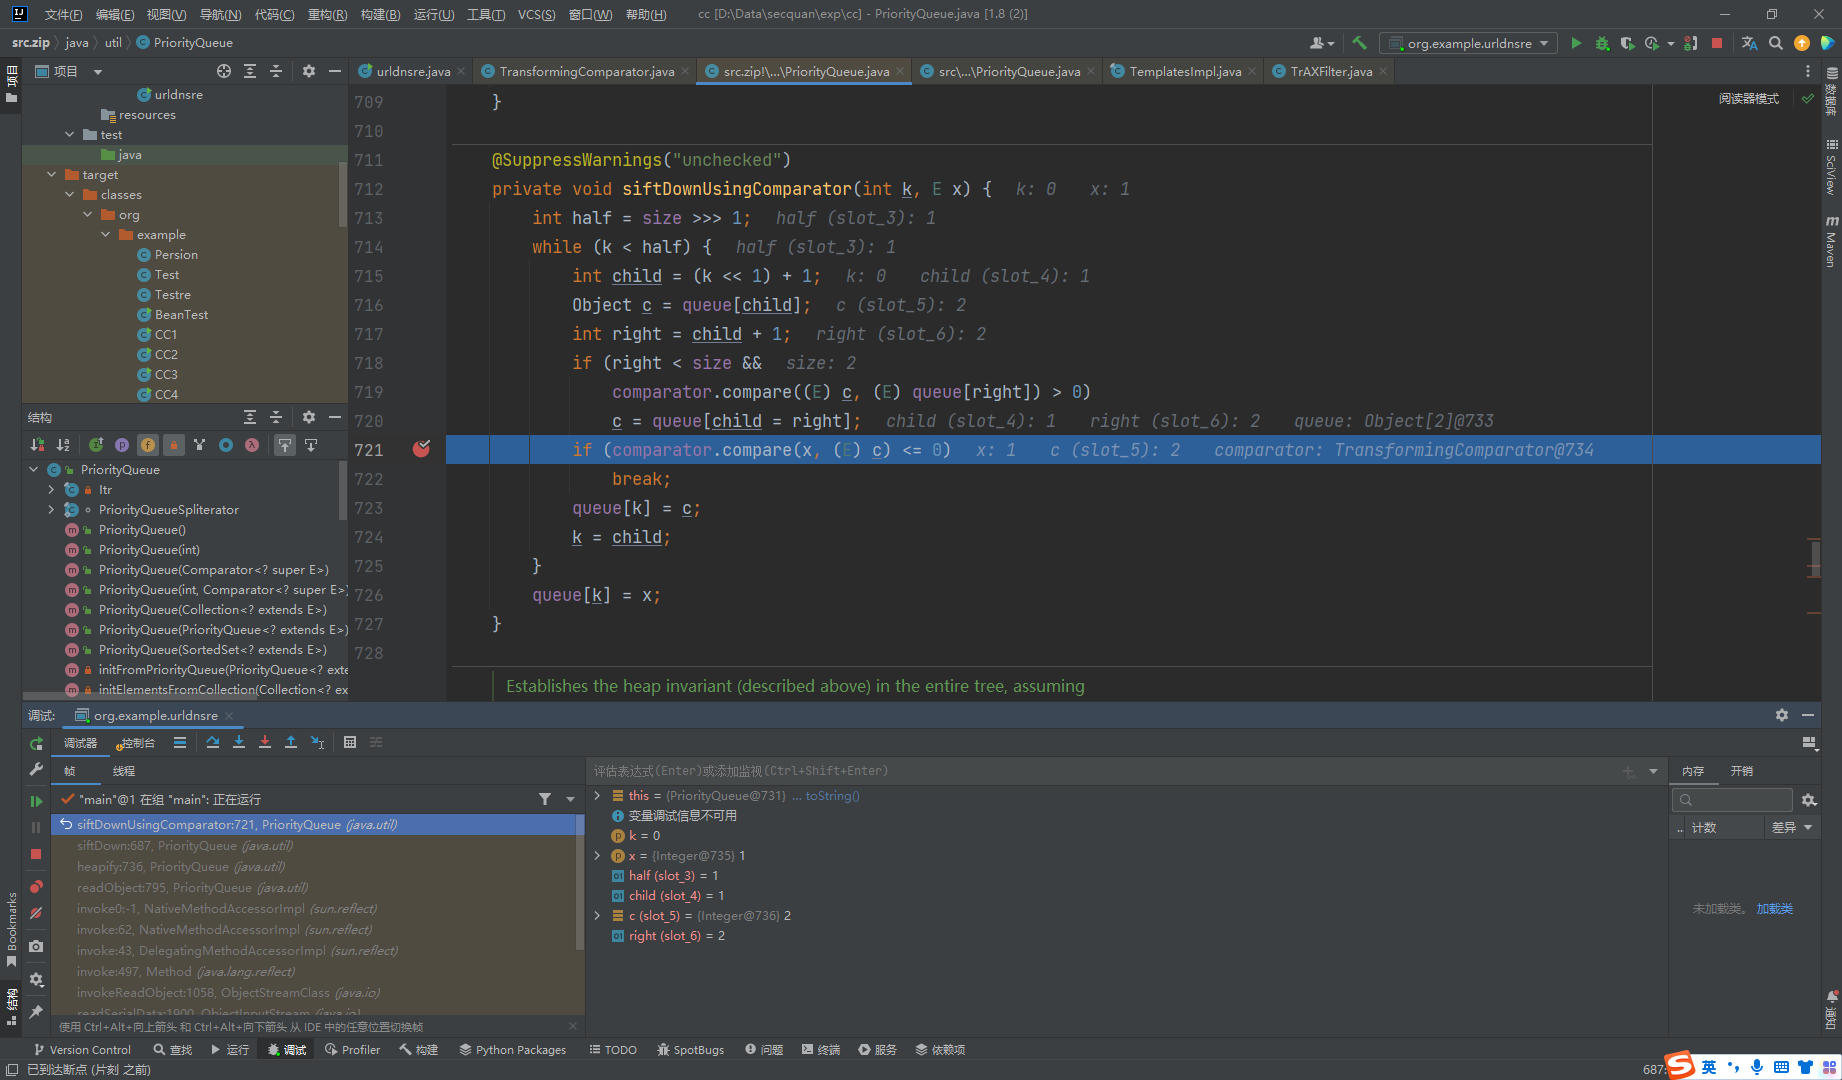 文件(F) 编辑(E) 视图(V) 导航(N) 代码(C) 重构(R) 构建(B) 运行(U) 工具(T) VCS(S) 窗口(W) 帮助(H) cc [D:\Data\secquan\exp\cc] - PriorityQueue.java [1.8 (2)]
src.zip java util PriorityQueue org.example.urldnsre
项目 urldnsre.java TransformingComparator.java src.zip!\...\PriorityQueue.java src\...\PriorityQueue.java TemplatesImpl.java TrAXFilter.java
项目
数据库
SciView
Maven
通知
阅读器模式
urldnsre
resources
test
java
target
classes
org
example
Persion
Test
Testre
BeanTest
CC1
CC2
CC3
CC4
结构
PriorityQueue
Itr
PriorityQueueSpliterator
PriorityQueue()
PriorityQueue(int)
PriorityQueue(Comparator<? super E>)
PriorityQueue(int, Comparator<? super E>)
PriorityQueue(Collection<? extends E>)
PriorityQueue(PriorityQueue<? extends E>)
PriorityQueue(SortedSet<? extends E>)
initFromPriorityQueue(PriorityQueue<? exte
initElementsFromCollection(Collection<? ex
709 }
710
711 @SuppressWarnings("unchecked")
712 private void siftDownUsingComparator(int k, E x) { k: 0 x: 1
713 int half = size >>> 1; half (slot_3): 1
714 while (k < half) { half (slot_3): 1
715 int child = (k << 1) + 1; k: 0 child (slot_4): 1
716 Object c = queue[child]; c (slot_5): 2
717 int right = child + 1; right (slot_6): 2
718 if (right < size && size: 2
719 comparator.compare((E) c, (E) queue[right]) > 0)
720 c = queue[child = right]; child (slot_4): 1 right (slot_6): 2 queue: Object[2]@733
721 if (comparator.compare(x, (E) c) <= 0) x: 1 c (slot_5): 2 comparator: TransformingComparator@734
722 break;
723 queue[k] = c;
724 k = child;
725 }
726 queue[k] = x;
727 }
728
Establishes the heap invariant (described above) in the entire tree, assuming
调试: org.example.urldnsre
调试器 控制台
帧 线程
"main"@1 在组 "main": 正在运行
siftDownUsingComparator:721, PriorityQueue (java.util)
siftDown:687, PriorityQueue (java.util)
heapify:736, PriorityQueue (java.util)
readObject:795, PriorityQueue (java.util)
invoke0:-1, NativeMethodAccessorImpl (sun.reflect)
invoke:62, NativeMethodAccessorImpl (sun.reflect)
invoke:43, DelegatingMethodAccessorImpl (sun.reflect)
invoke:497, Method (java.lang.reflect)
invokeReadObject:1058, ObjectStreamClass (java.io)
readSerialData:1900, ObjectInputStream (java.io)
使用 Ctrl+Alt+向上箭头 和 Ctrl+Alt+向下箭头 从 IDE 中的任意位置切换帧
评估表达式(Enter)或添加监视(Ctrl+Shift+Enter)
this = {PriorityQueue@731} ... toString()
变量调试信息不可用
k = 0
x = {Integer@735} 1
half (slot_3) = 1
child (slot_4) = 1
c (slot_5) = {Integer@736} 2
right (slot_6) = 2
内存 开销
.. 计数 差异
未加载类。 加载类
Bookmarks
结构
Version Control 查找 运行 调试 Profiler 构建 Python Packages TODO SpotBugs 问题 终端 服务 依赖项
已到达断点 (片刻 之前) 687: 英